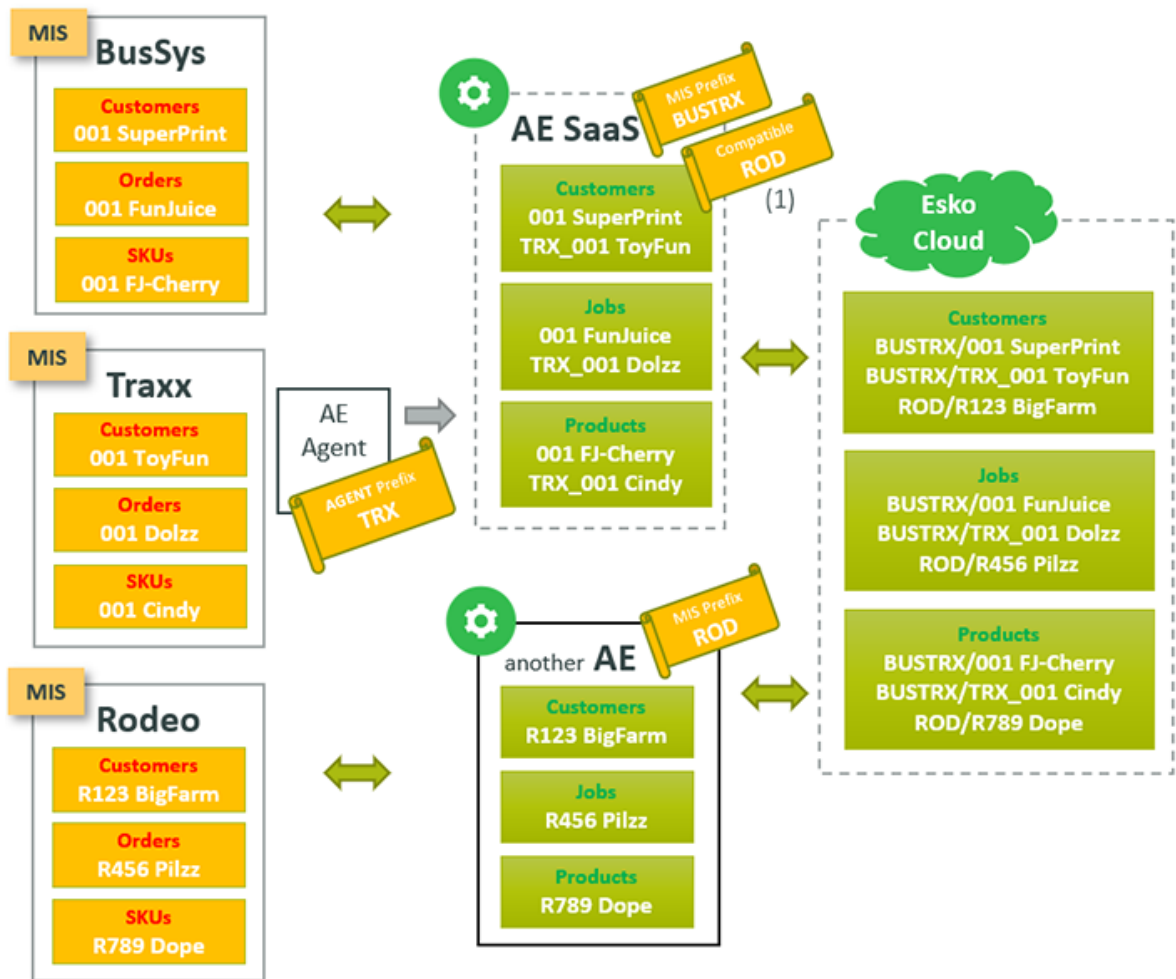 MIS
BusSys
Customers
001 SuperPrint
Orders
001 FunJuice
SKUs
001 FJ-Cherry
MIS
Traxx
Customers
001 ToyFun
Orders
001 Dolzz
SKUs
001 Cindy
AE
Agent
AGENT Prefix
TRX
MIS
Rodeo
Customers
R123 BigFarm
Orders
R456 Pilzz
SKUs
R789 Dope
AE SaaS
MIS Prefix
BUSTRX
Compatible
ROD
(1)
Customers
001 SuperPrint
TRX_001 ToyFun
Jobs
001 FunJuice
TRX_001 Dolzz
Products
001 FJ-Cherry
TRX_001 Cindy
another AE
MIS Prefix
ROD
Customers
R123 BigFarm
Jobs
R456 Pilzz
Products
R789 Dope
Esko
Cloud
Customers
BUSTRX/001 SuperPrint
BUSTRX/TRX_001 ToyFun
ROD/R123 BigFarm
Jobs
BUSTRX/001 FunJuice
BUSTRX/TRX_001 Dolzz
ROD/R456 Pilzz
Products
BUSTRX/001 FJ-Cherry
BUSTRX/TRX_001 Cindy
ROD/R789 Dope